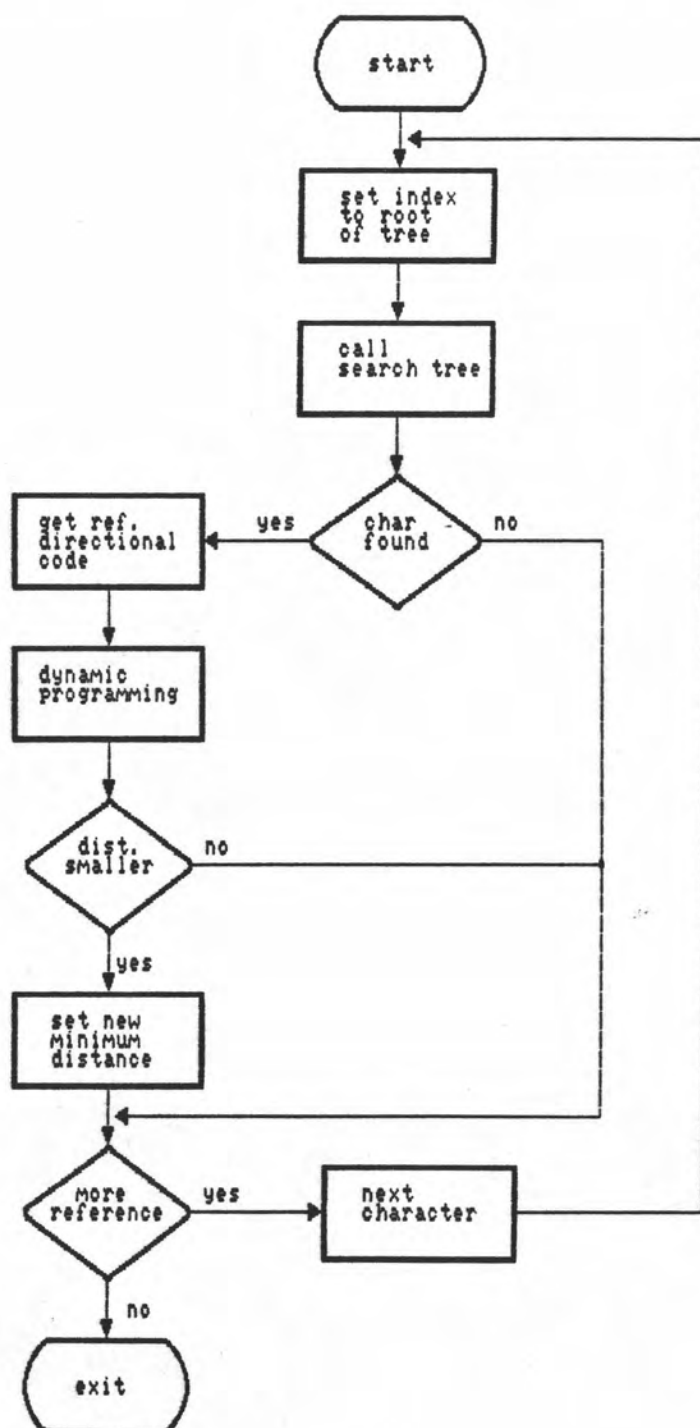 start
set index
to root
of tree
call
search tree
char
found
yes
no
get ref.
directional
code
dynamic
programming
dist.
smaller
no
yes
set new
minimum
distance
more
reference
yes
next
character
no
exit